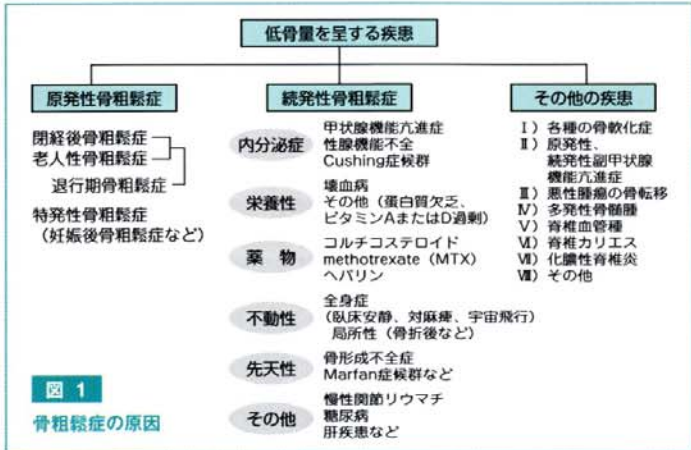 低骨量を呈する疾患
原発性骨粗鬆症
閉経後骨粗鬆症
老人性骨粗鬆症
退行期骨粗鬆症
特発性骨粗鬆症
(妊娠後骨粗鬆症など)
続発性骨粗鬆症
内分泌症
甲状腺機能亢進症
性腺機能不全
Cushing症候群
栄養性
壊血病
その他(蛋白質欠乏、
ビタミンAまたはD過剰)
薬 物
コルチコステロイド
methotrexate(MTX)
ヘパリン
不動性
全身症
(臥床安静、対麻痺、宇宙飛行)
局所性(骨折後など)
先天性
骨形成不全症
Marfan症候群など
その他
慢性関節リウマチ
糖尿病
肝疾患など
その他の疾患
Ⅰ)各種の骨軟化症
Ⅱ)原発性、
続発性副甲状腺
機能亢進症
Ⅲ)悪性腫瘍の骨転移
Ⅳ)多発性骨髄腫
Ⅴ)脊椎血管種
Ⅵ)脊椎カリエス
Ⅶ)化膿性脊椎炎
Ⅷ)その他
図 1
骨粗鬆症の原因